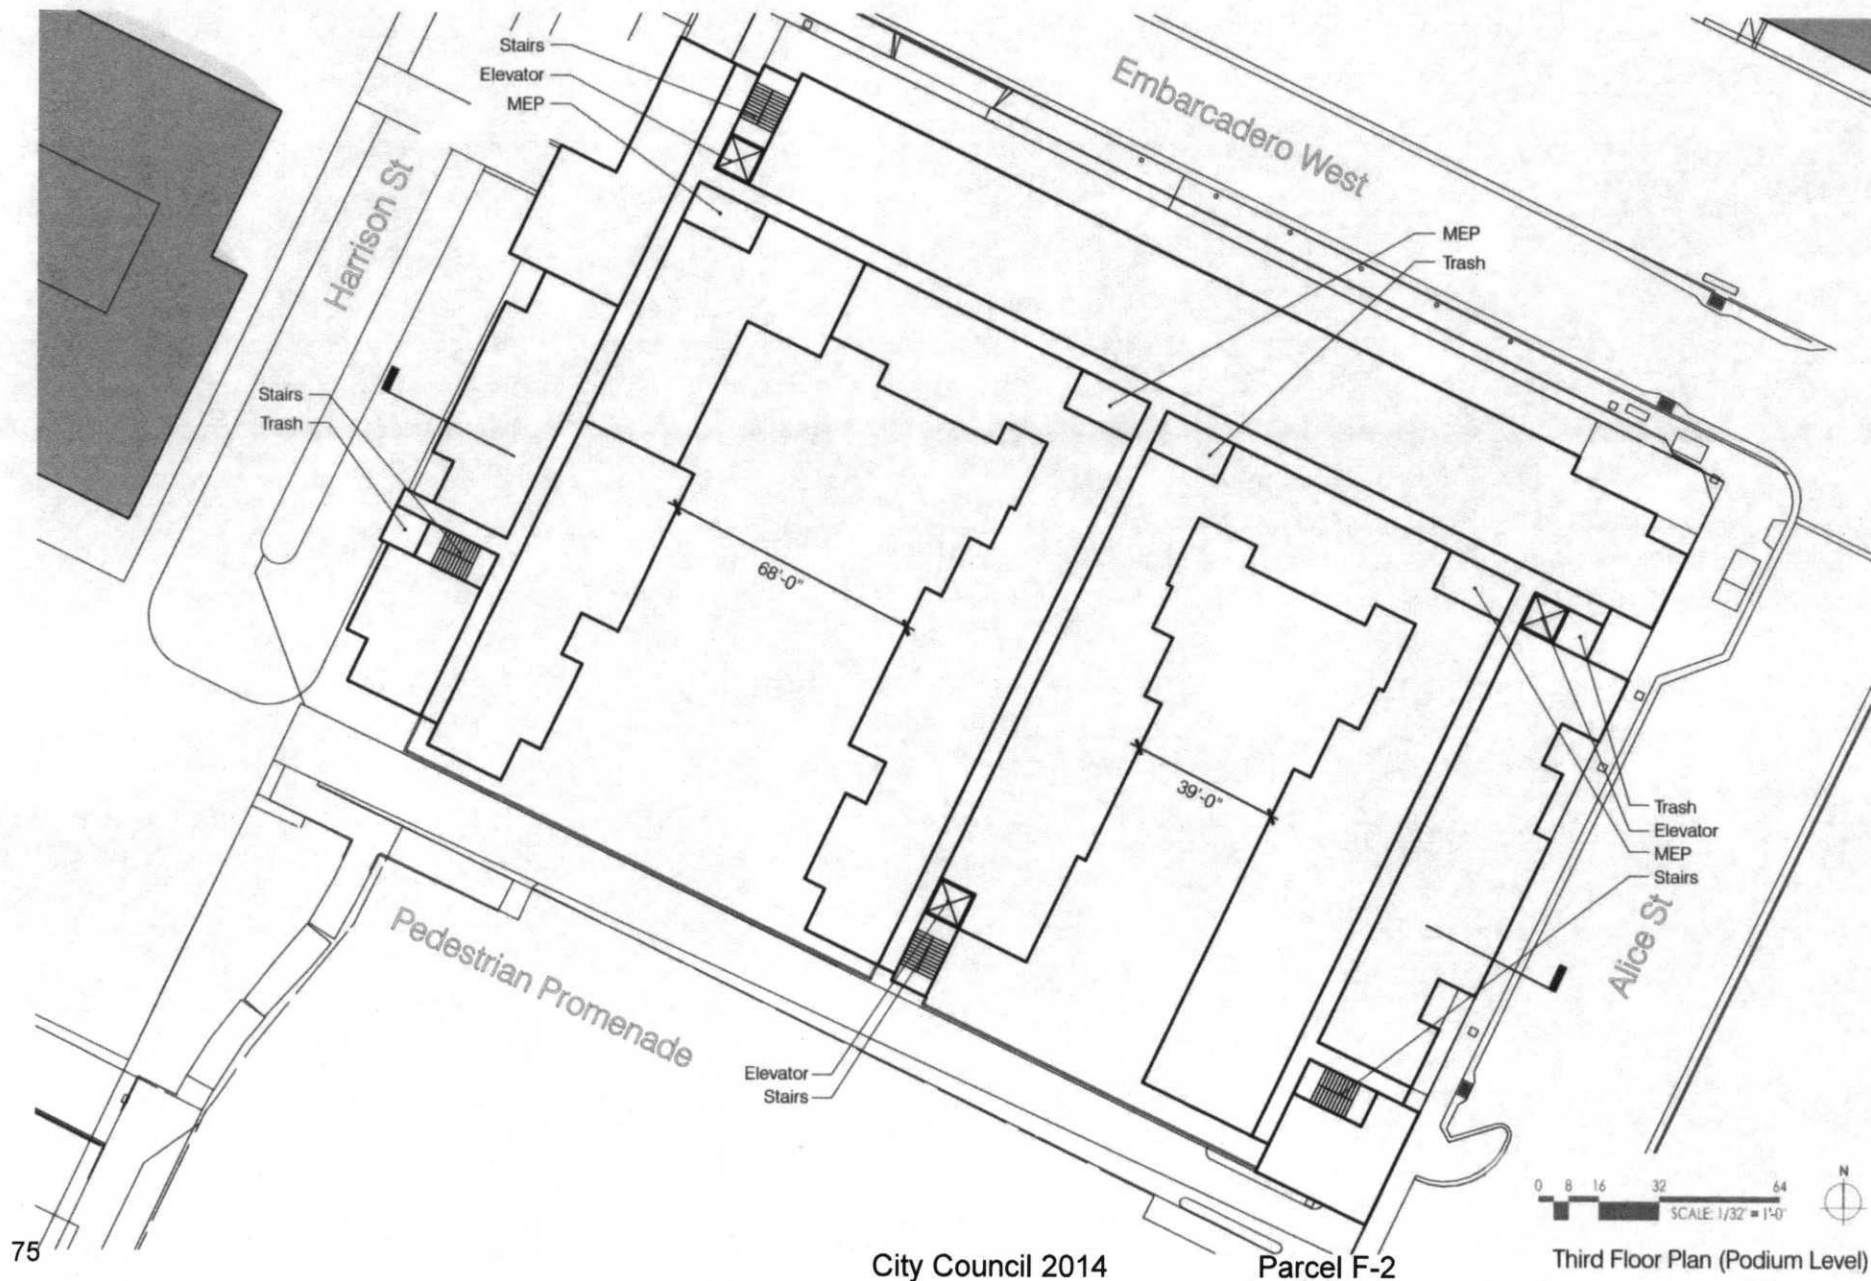 Stairs
Elevator
MEP
Embarcadero West
Harrison St
MEP
Trash
Stairs
Trash
68'-0"
39'-0"
Trash
Elevator
MEP
Stairs
Alice St
Pedestrian Promenade
Elevator
Stairs
0 8 16 32 64
SCALE: 1/32" = 1'-0"
N
75
City Council 2014
Parcel F-2
Third Floor Plan (Podium Level)